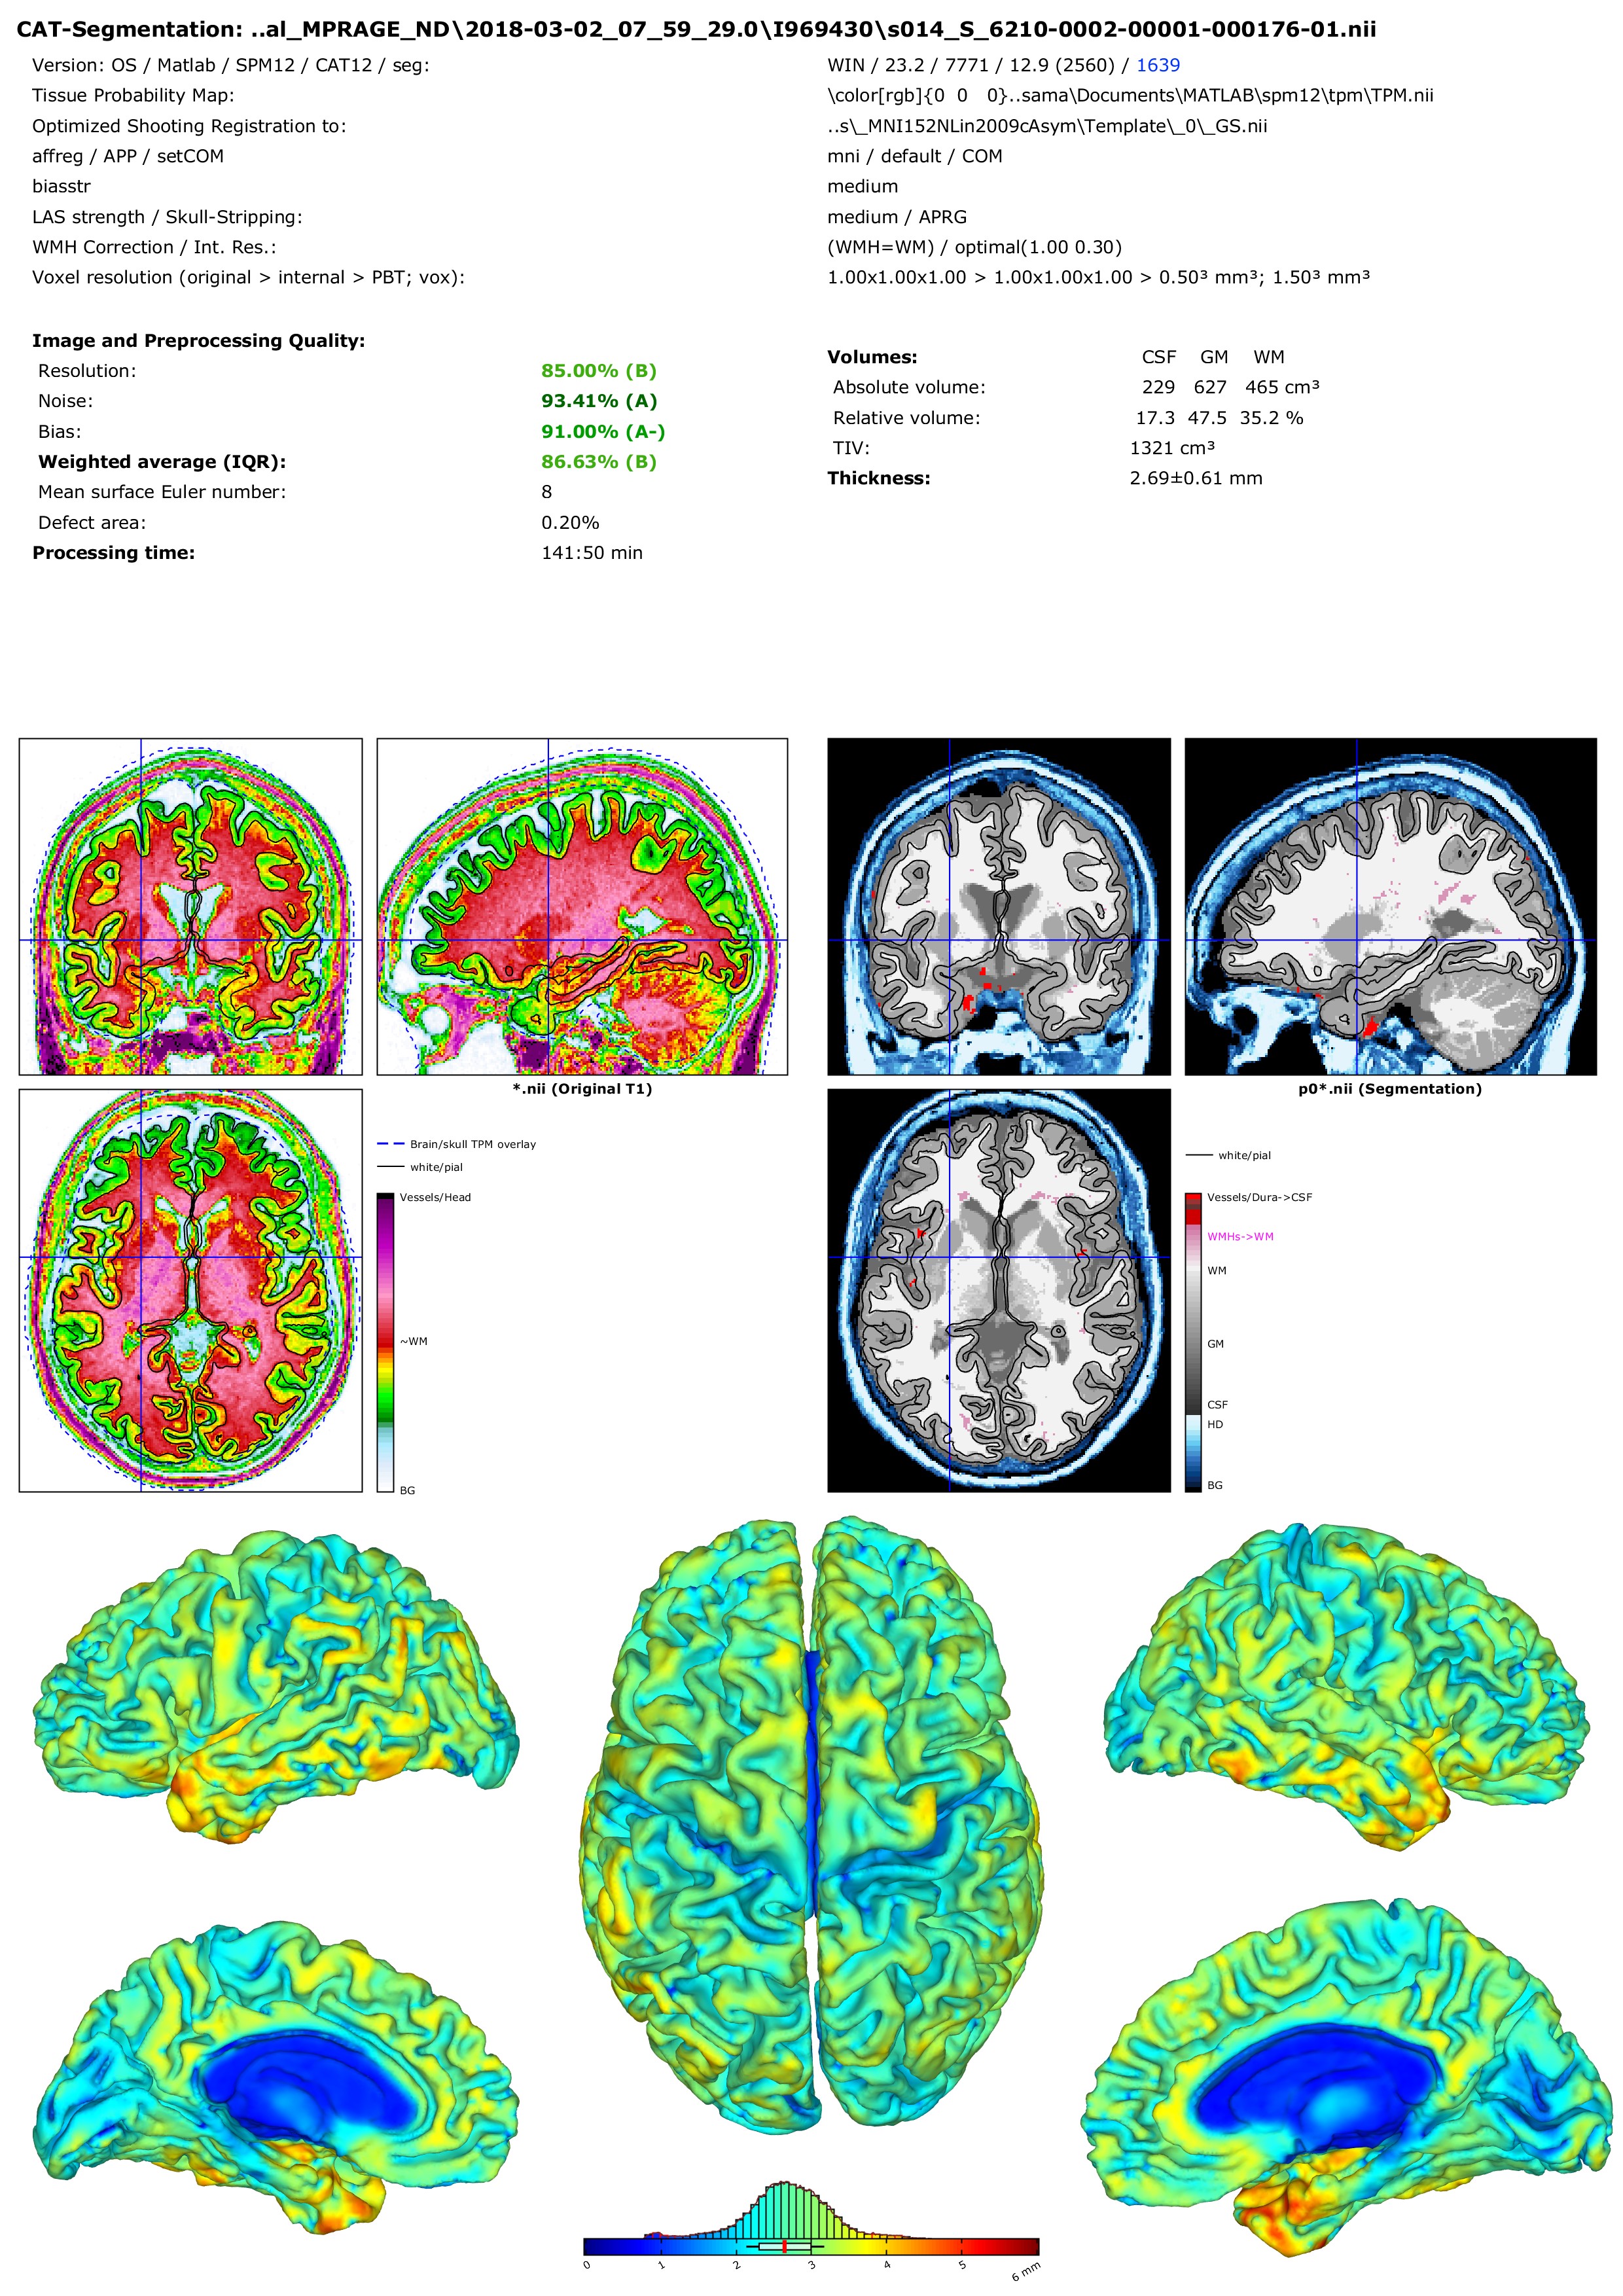 CAT-Segmentation: ..al_MPRAGE_ND\2018-03-02_07_59_29.0\I969430\s014_S_6210-0002-00001-000176-01.nii
Version: OS / Matlab / SPM12 / CAT12 / seg: WIN / 23.2 / 7771 / 12.9 (2560) / 1639
Tissue Probability Map: \color[rgb]{0 0 0}..sama\Documents\MATLAB\spm12\tpm\TPM.nii
Optimized Shooting Registration to: ..s\_MNI152NLin2009cAsym\Template\_0\_GS.nii
affreg / APP / setCOM mni / default / COM
biasstr medium
LAS strength / Skull-Stripping: medium / APRG
WMH Correction / Int. Res.: (WMH=WM) / optimal(1.00 0.30)
Voxel resolution (original > internal > PBT; vox): 1.00x1.00x1.00 > 1.00x1.00x1.00 > 0.50³ mm³; 1.50³ mm³
Image and Preprocessing Quality:
Resolution: 85.00% (B)
Noise: 93.41% (A)
Bias: 91.00% (A-)
Weighted average (IQR): 86.63% (B)
Mean surface Euler number: 8
Defect area: 0.20%
Processing time: 141:50 min
Volumes: CSF GM WM
Absolute volume: 229 627 465 cm³
Relative volume: 17.3 47.5 35.2 %
TIV: 1321 cm³
Thickness: 2.69±0.61 mm
*.nii (Original T1)
Brain/skull TPM overlay
white/pial
Vessels/Head
~WM
BG
p0*.nii (Segmentation)
white/pial
Vessels/Dura->CSF
WMHs->WM
WM
GM
CSF
HD
BG
0 1 2 3 4 5 6 mm